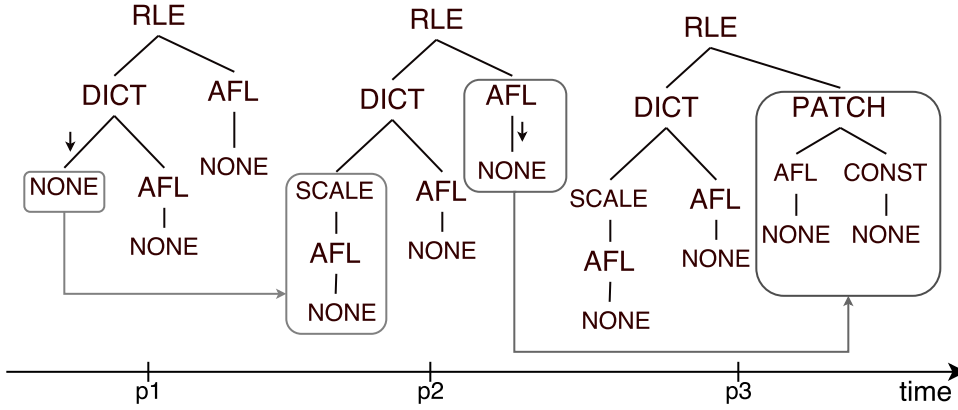 RLE
DICT AFL
NONE
NONE AFL
NONE
RLE
DICT AFL
NONE
SCALE AFL
AFL NONE
NONE
RLE
DICT PATCH
AFL CONST
SCALE AFL
NONE NONE
AFL NONE
NONE
p1 p2 p3 time